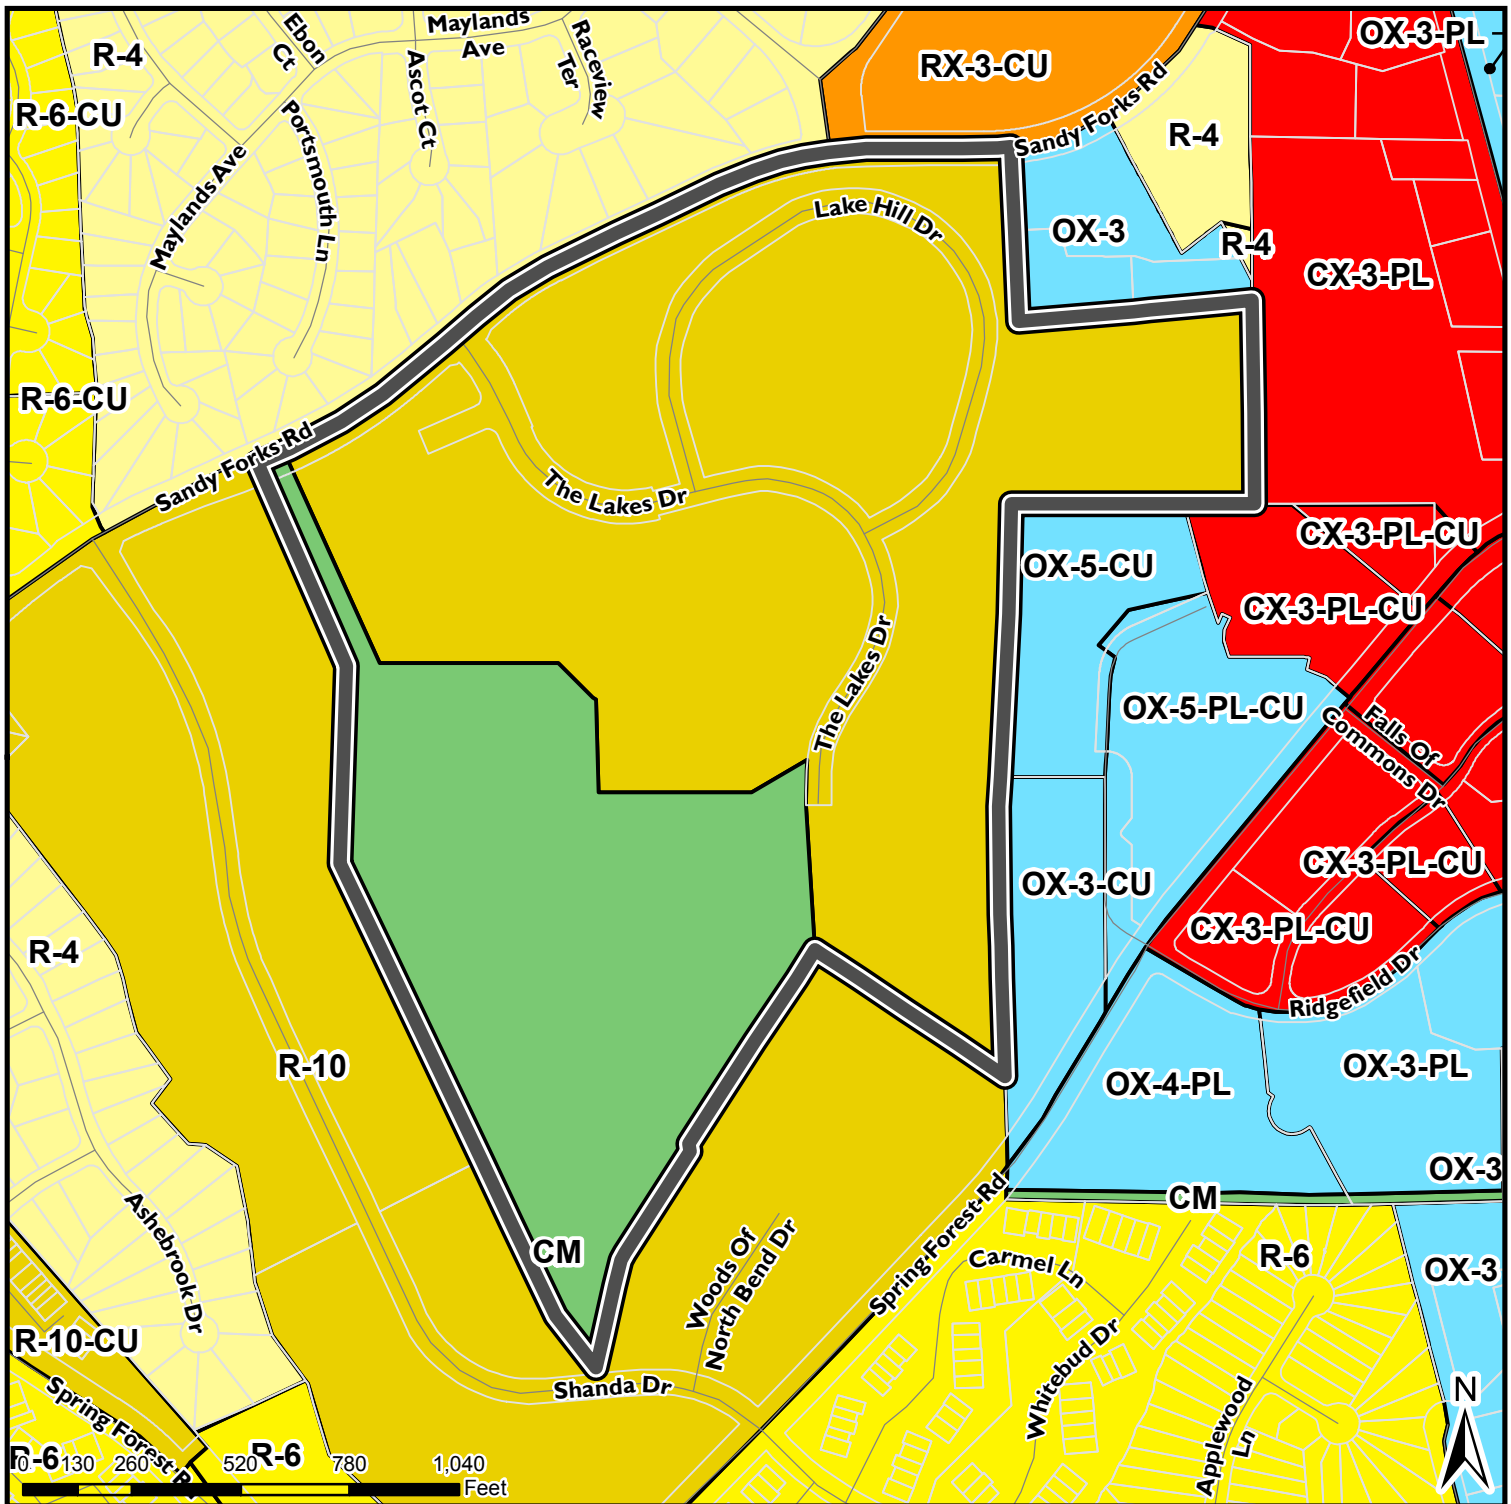 Maylands
Ave
Ebon
Ct
Raceview
Ter
OX-3-PL
R-4
RX-3-CU
Ascot Ct
R-6-CU
Sandy Forks Rd
R-4
Portsmouth Ln
Maylands Ave
Lake Hill Dr
OX-3
R-4
CX-3-PL
R-6-CU
Sandy Forks Rd
The Lakes Dr
CX-3-PL-CU
OX-5-CU
CX-3-PL-CU
The Lakes Dr
OX-5-PL-CU
Falls Of
Commons Dr
CX-3-PL-CU
OX-3-CU
CX-3-PL-CU
R-4
Ridgefield Dr
R-10
OX-3-PL
OX-4-PL
OX-3
CM
Spring Forest Rd
Ashebrook Dr
CM
Woods Of
North Bend Dr
Carmel Ln
R-6
OX-3
R-10-CU
Whitebud Dr
Shanda Dr
Applewood
Ln
N
Spring Forest Rd
R-6
R-6
0 130 260 520 780 1,040
Feet